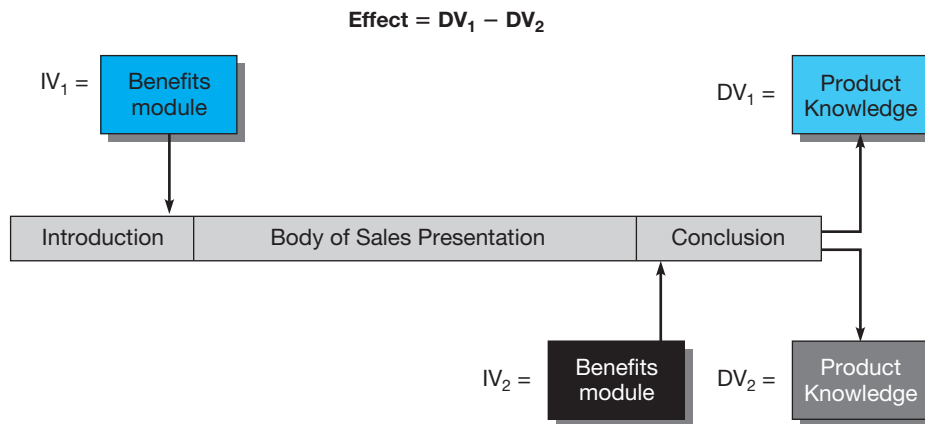 Effect = DV₁ – DV₂
IV₁ =
Benefits
module
DV₁ =
Product
Knowledge
Introduction
Body of Sales Presentation
Conclusion
IV₂ =
Benefits
module
DV₂ =
Product
Knowledge